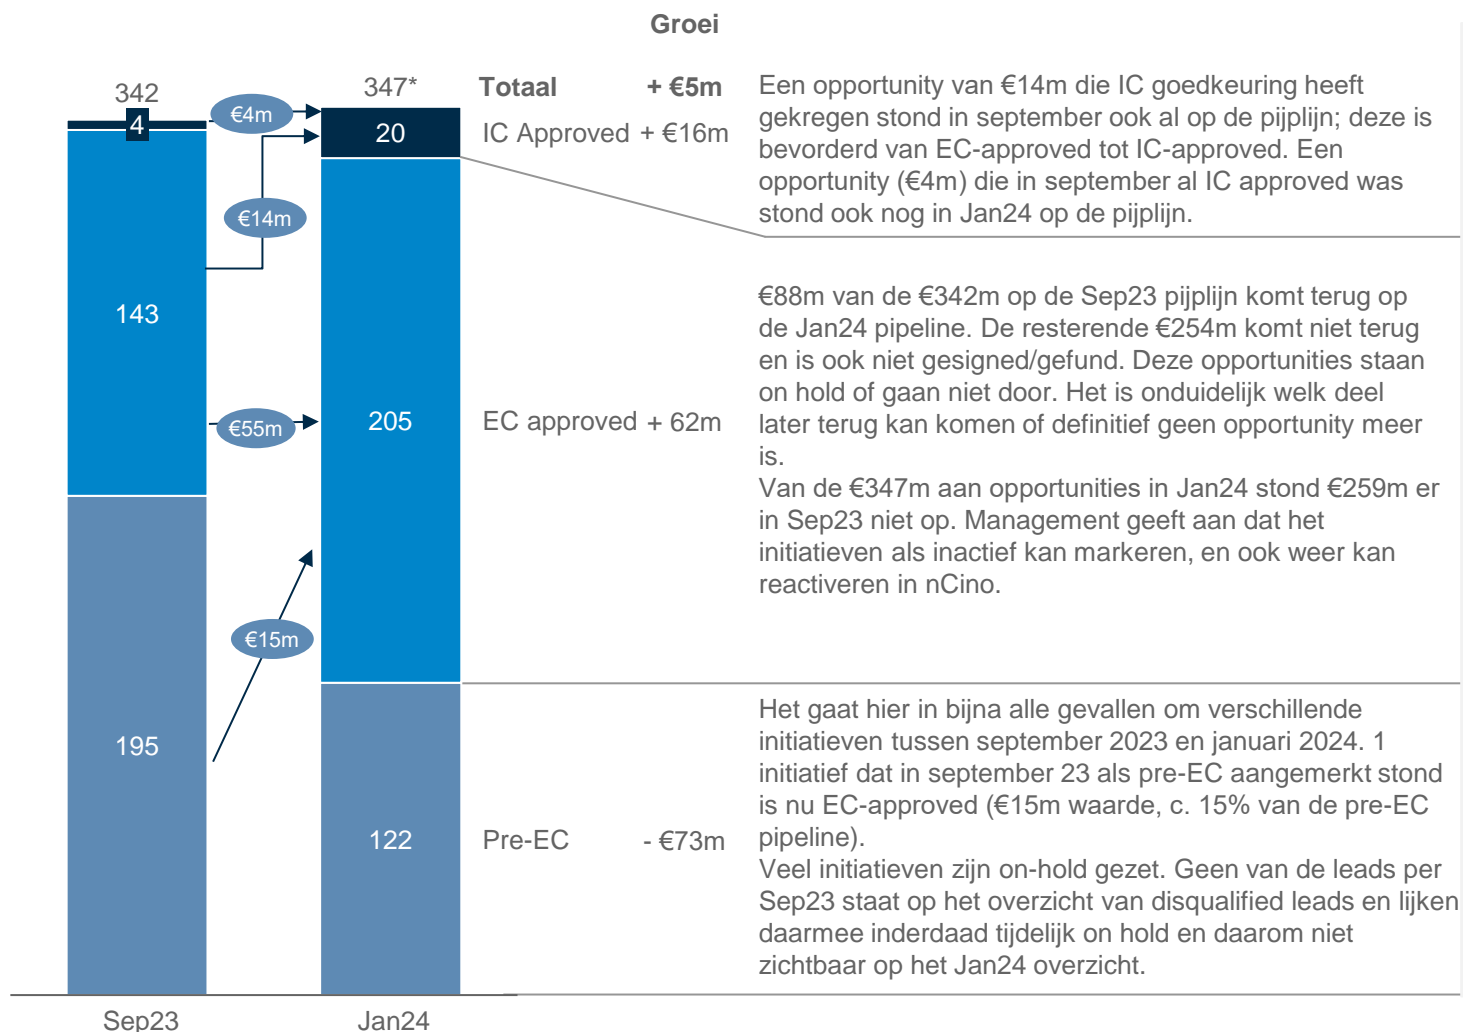 Groei
342
4
143
195
Sep23
€4m
€14m
€55m
€15m
347*
20
205
122
Jan24
Totaal + €5m
IC Approved + €16m
EC approved + 62m
Pre-EC - €73m
Een opportunity van €14m die IC goedkeuring heeft
gekregen stond in september ook al op de pijplijn; deze is
bevorderd van EC-approved tot IC-approved. Een
opportunity (€4m) die in september al IC approved was
stond ook nog in Jan24 op de pijplijn.
€88m van de €342m op de Sep23 pijplijn komt terug op
de Jan24 pipeline. De resterende €254m komt niet terug
en is ook niet gesigned/gefund. Deze opportunities staan
on hold of gaan niet door. Het is onduidelijk welk deel
later terug kan komen of definitief geen opportunity meer
is.
Van de €347m aan opportunities in Jan24 stond €259m er
in Sep23 niet op. Management geeft aan dat het
initiatieven als inactief kan markeren, en ook weer kan
reactiveren in nCino.
Het gaat hier in bijna alle gevallen om verschillende
initiatieven tussen september 2023 en januari 2024. 1
initiatief dat in september 23 als pre-EC aangemerkt stond
is nu EC-approved (€15m waarde, c. 15% van de pre-EC
pipeline).
Veel initiatieven zijn on-hold gezet. Geen van de leads per
Sep23 staat op het overzicht van disqualified leads en lijken
daarmee inderdaad tijdelijk on hold en daarom niet
zichtbaar op het Jan24 overzicht.